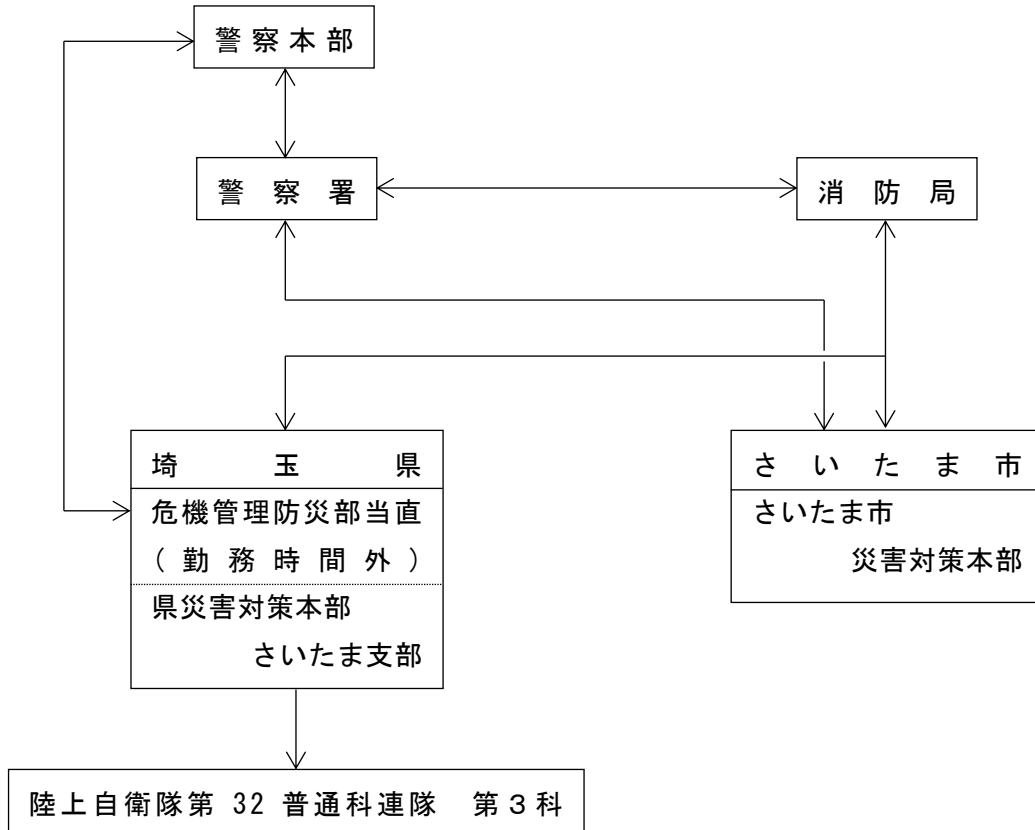 警察本部
警察署
消防局
埼玉県
危機管理防災部当直
(勤務時間外)
県災害対策本部
さいたま支部
さいたま市
さいたま市
災害対策本部
陸上自衛隊第 32 普通科連隊　第３科